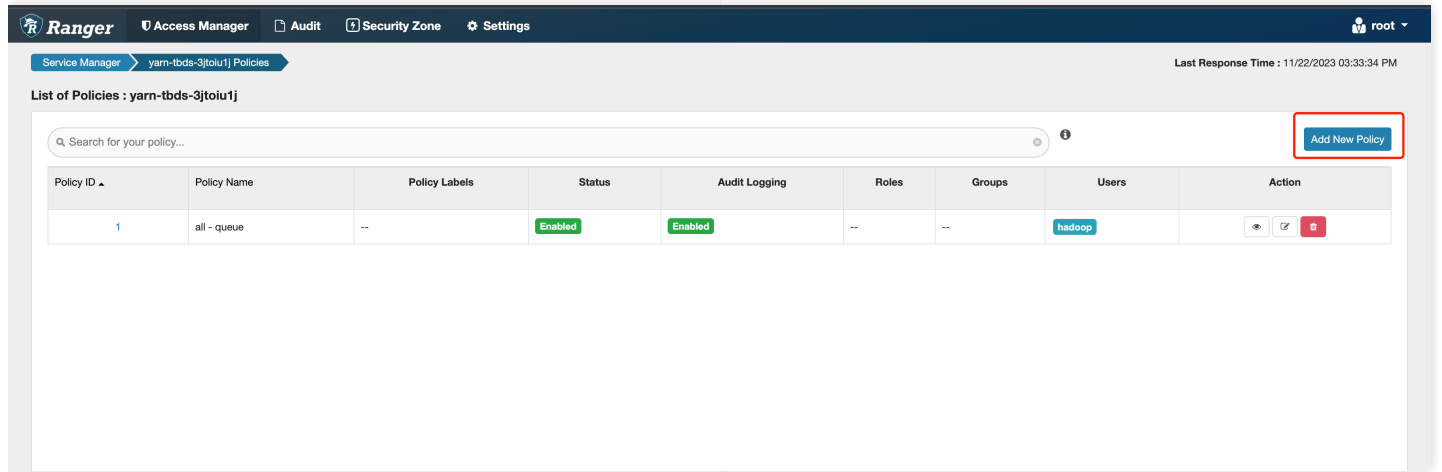 Ranger Access Manager Audit Security Zone Settings root
Service Manager yarn-tbds-3jtoiu1j Policies Last Response Time : 11/22/2023 03:33:34 PM
List of Policies : yarn-tbds-3jtoiu1j
Search for your policy...
Add New Policy
Policy ID Policy Name Policy Labels Status Audit Logging Roles Groups Users Action
1 all - queue -- Enabled Enabled -- -- hadoop